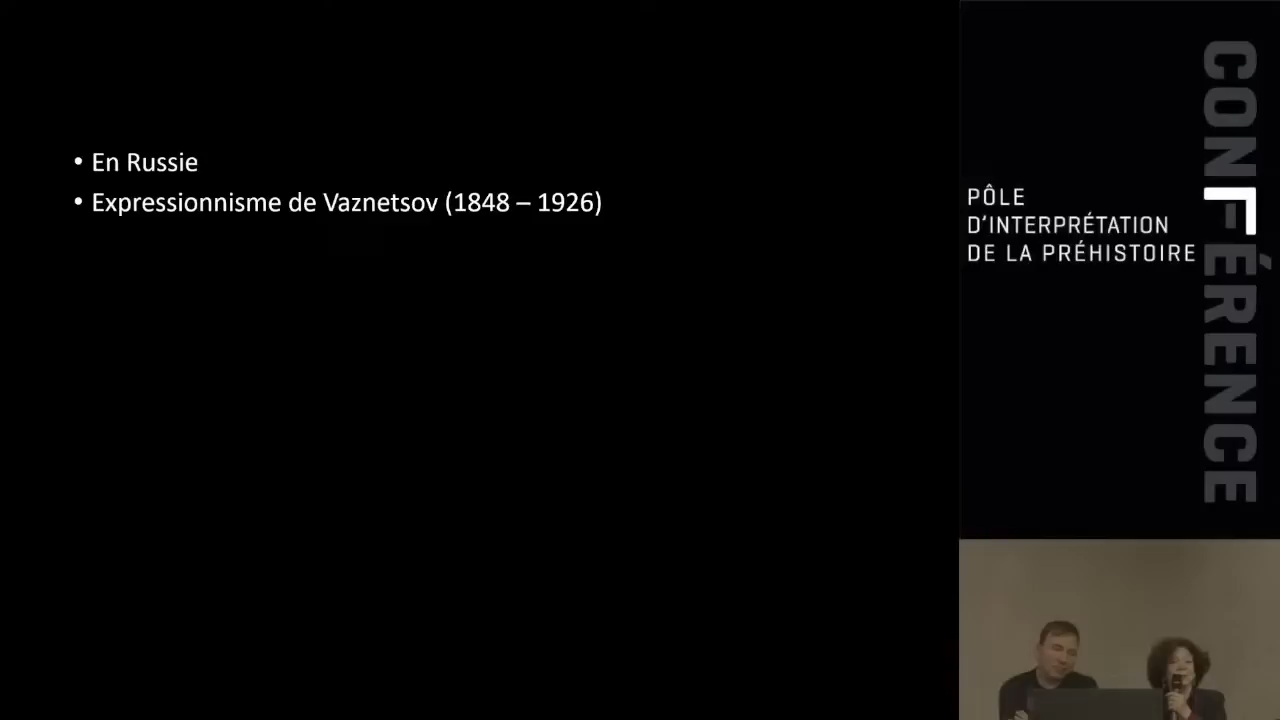 • En Russie
• Expressionnisme de Vaznetsov (1848 – 1926)
PÔLE
D'INTERPRÉTATION
DE LA PRÉHISTOIRE
CONFÉRENCE